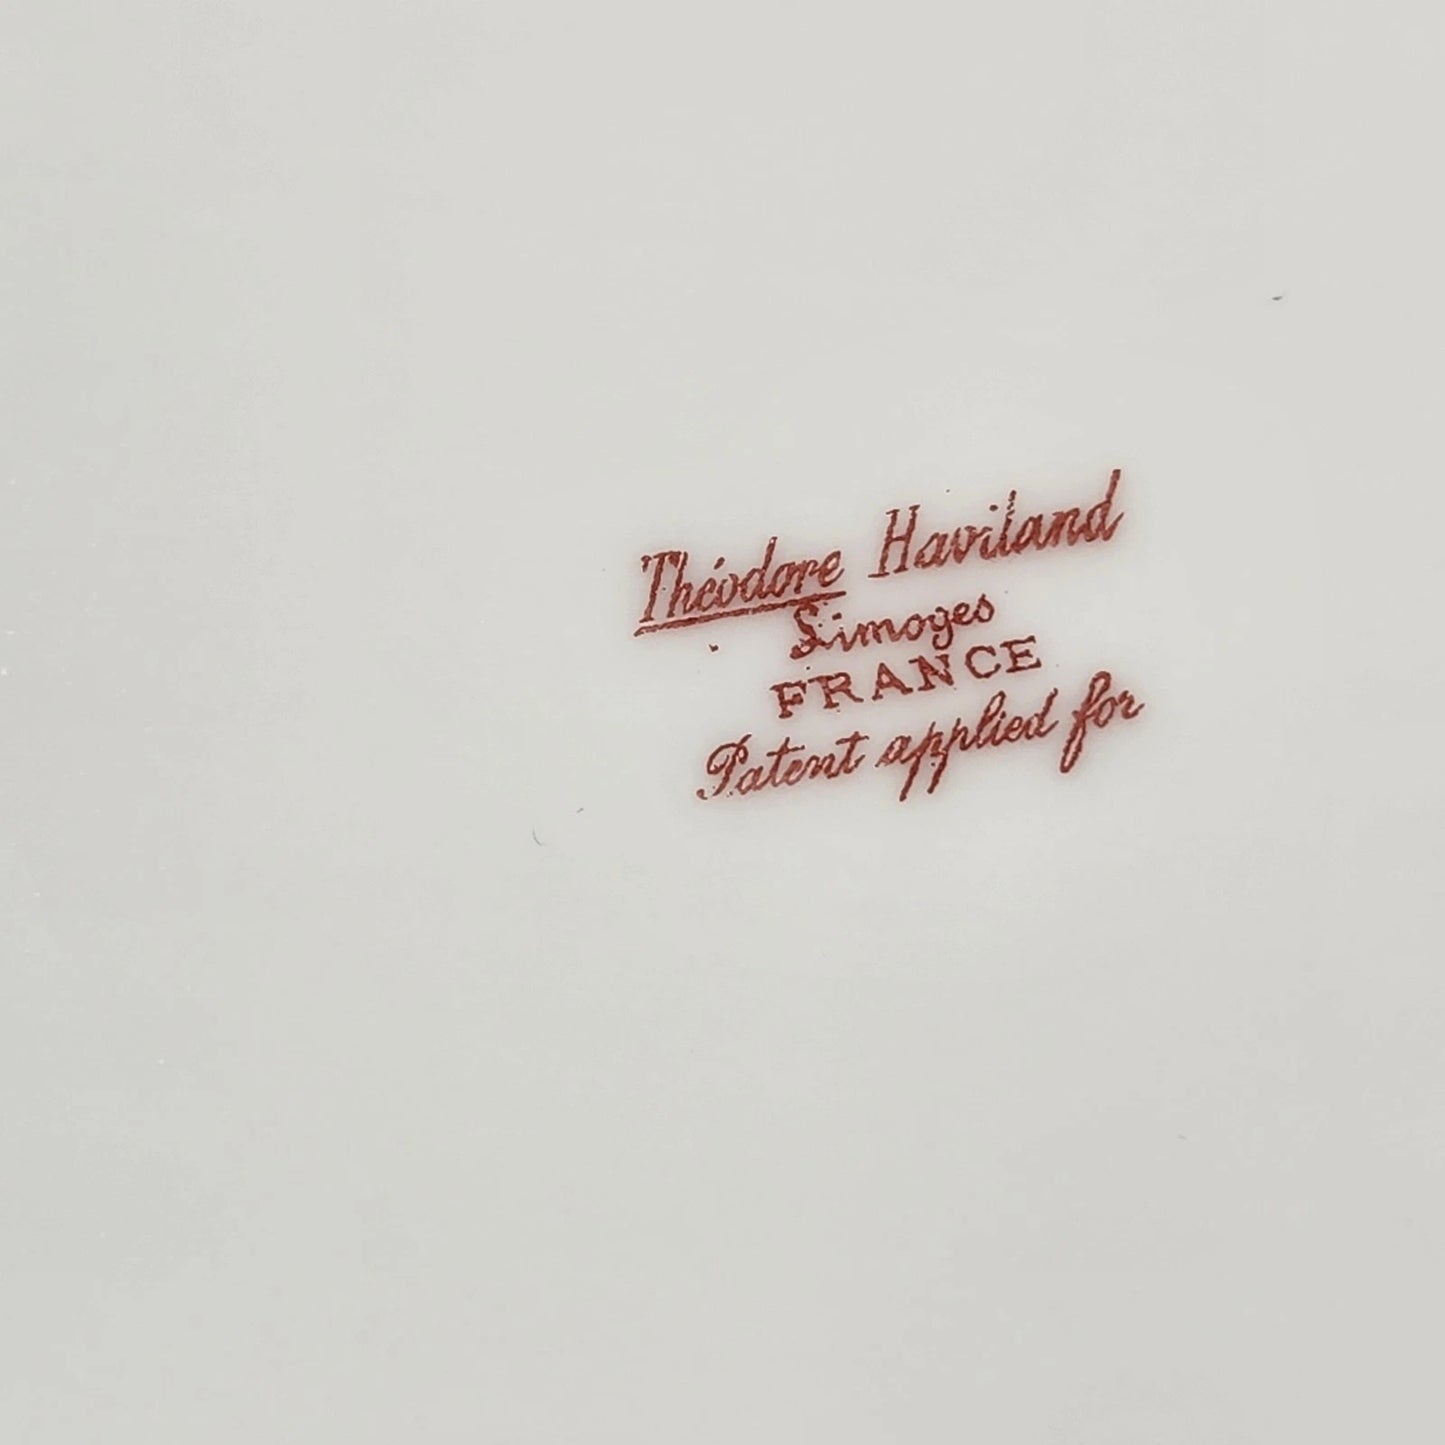 Théodore Haviland
Limoges
FRANCE
Patent applied for